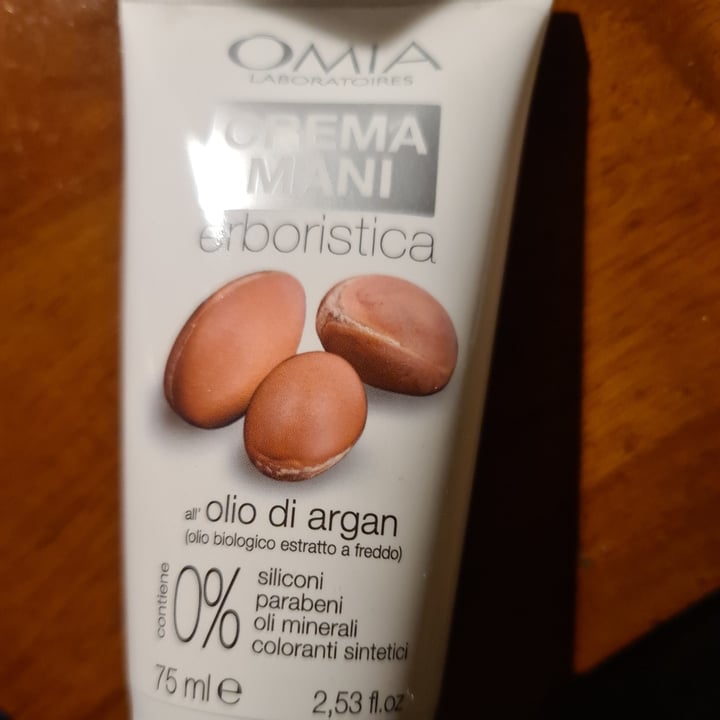 OMIA
LABORATOIRES
CREMA
MANI
erboristica
all' olio di argan
(olio biologico estratto a freddo)
contiene
0%
siliconi
parabeni
oli minerali
coloranti sintetici
75 ml e
2,53 fl.oz